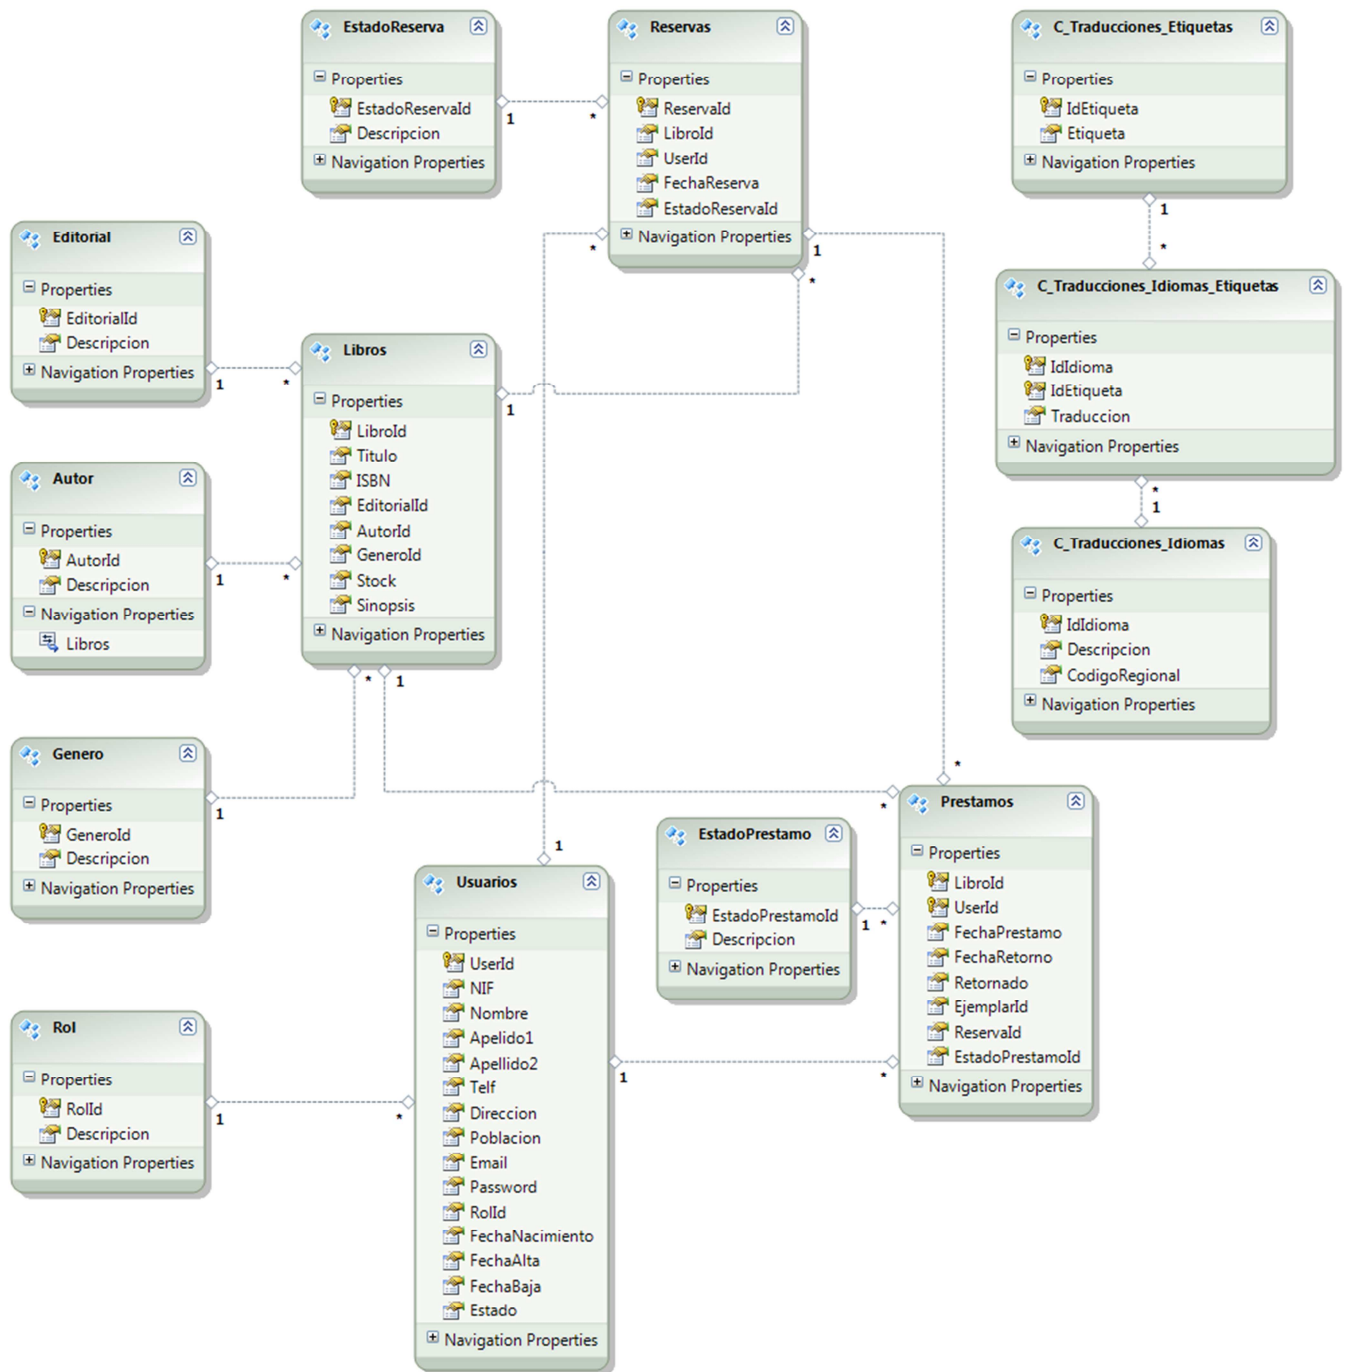 EstadoReserva
Properties
EstadoReservaId
Descripcion
Navigation Properties
1
*
Reservas
Properties
ReservaId
LibroId
UserId
FechaReserva
EstadoReservaId
Navigation Properties
*
1
*
C_Traducciones_Etiquetas
Properties
IdEtiqueta
Etiqueta
Navigation Properties
1
*
C_Traducciones_Idiomas_Etiquetas
Properties
IdIdioma
IdEtiqueta
Traduccion
Navigation Properties
*
1
C_Traducciones_Idiomas
Properties
IdIdioma
Descripcion
CodigoRegional
Navigation Properties
Editorial
Properties
EditorialId
Descripcion
Navigation Properties
1
*
Libros
Properties
LibroId
Titulo
ISBN
EditorialId
AutorId
GeneroId
Stock
Sinopsis
Navigation Properties
1
*
1
Autor
Properties
AutorId
Descripcion
Navigation Properties
Libros
1
*
Genero
Properties
GeneroId
Descripcion
Navigation Properties
1
Rol
Properties
RolId
Descripcion
Navigation Properties
1
*
1
Usuarios
Properties
UserId
NIF
Nombre
Apelido1
Apellido2
Telf
Direccion
Poblacion
Email
Password
RolId
FechaNacimiento
FechaAlta
FechaBaja
Estado
Navigation Properties
1
*
EstadoPrestamo
Properties
EstadoPrestamoId
Descripcion
Navigation Properties
1
*
*
*
Prestamos
Properties
LibroId
UserId
FechaPrestamo
FechaRetorno
Retornado
EjemplarId
ReservaId
EstadoPrestamoId
Navigation Properties